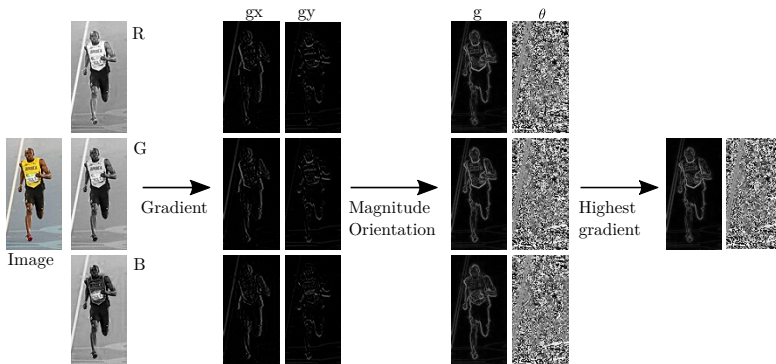 gx gy g θ
R
G
Gradient
Magnitude
Orientation
Highest
gradient
Image
B